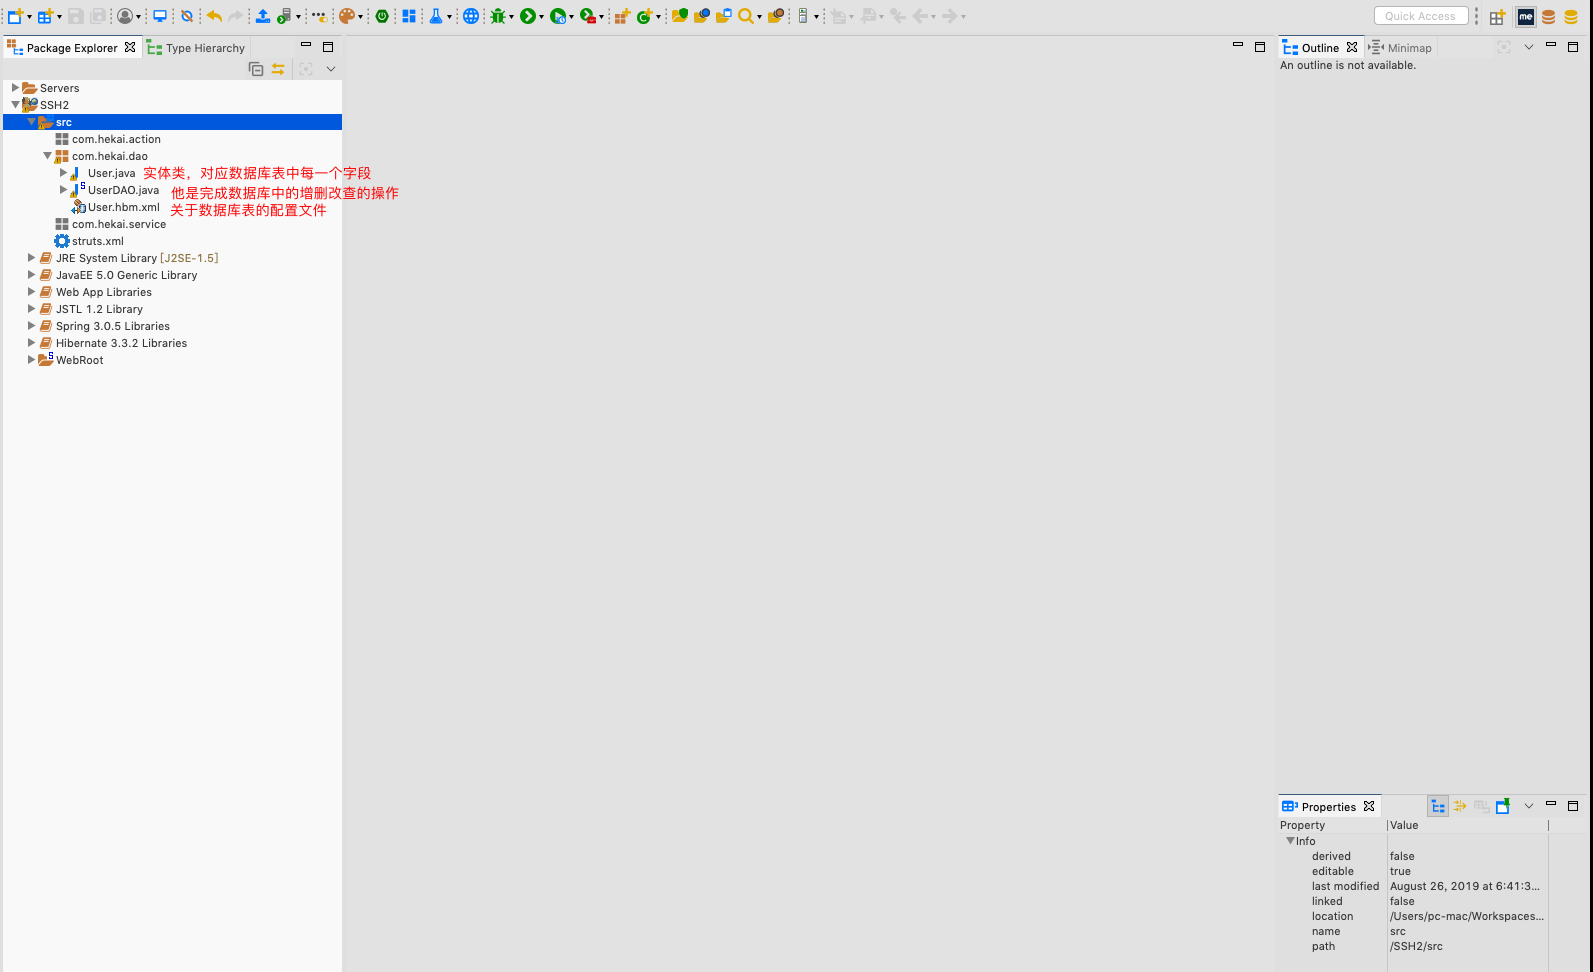 Quick Access
me
Package Explorer
Type Hierarchy
Outline
Minimap
An outline is not available.
Servers
SSH2
src
com.hekai.action
com.hekai.dao
User.java 实体类，对应数据库表中每一个字段
UserDAO.java 他是完成数据库中的增删改查的操作
User.hbm.xml 关于数据库表的配置文件
com.hekai.service
struts.xml
JRE System Library [J2SE-1.5]
JavaEE 5.0 Generic Library
Web App Libraries
JSTL 1.2 Library
Spring 3.0.5 Libraries
Hibernate 3.3.2 Libraries
WebRoot
Properties
Property Value
Info
derived false
editable true
last modified August 26, 2019 at 6:41:3...
linked false
location /Users/pc-mac/Workspaces...
name src
path /SSH2/src